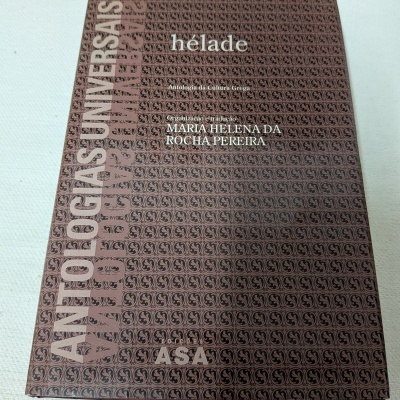 hélade
Antologia da Cultura Grega
Organização e tradução
MARIA HELENA DA
ROCHA PEREIRA
ANTOLOGIAS UNIVERSAIS
EDIÇÕES
ASA